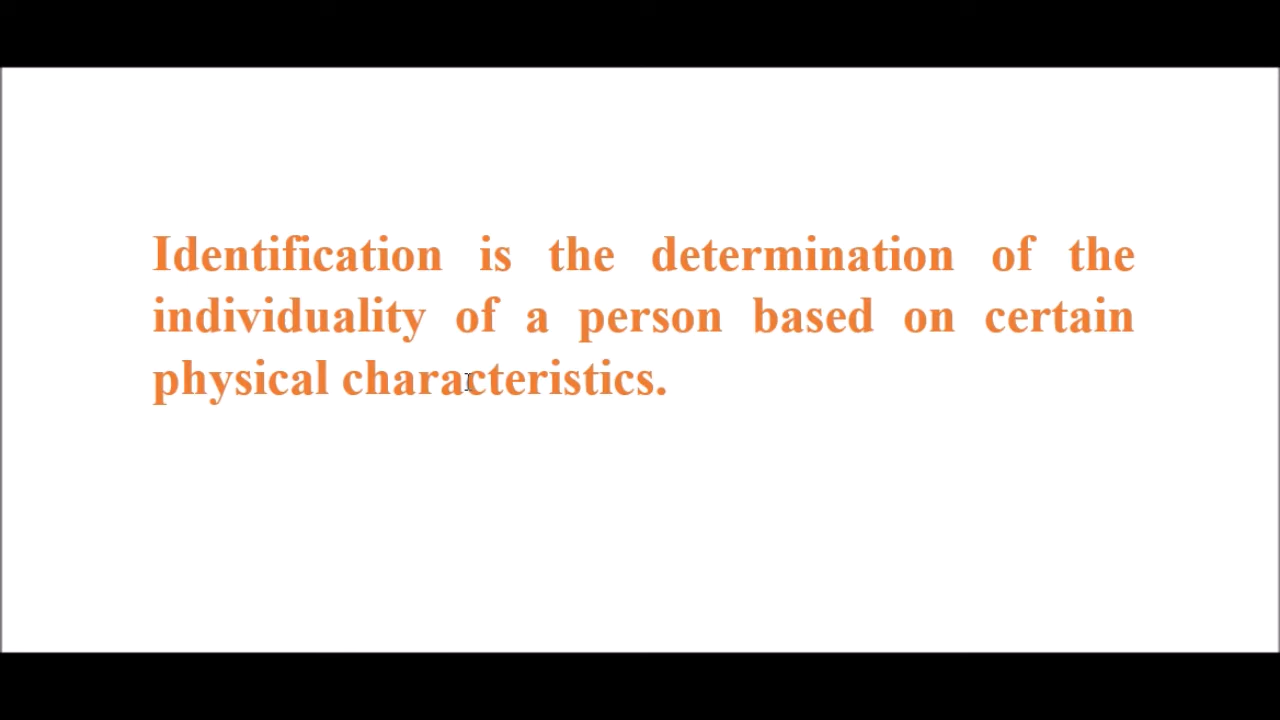 Identification is the determination of the
individuality of a person based on certain
physical characteristics.